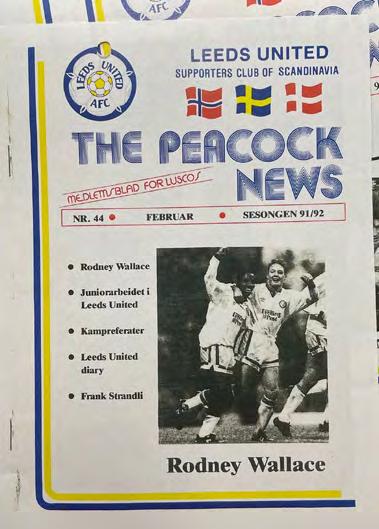 AFC
LEEDS UNITED
AFC
LEEDS UNITED
SUPPORTERS CLUB OF SCANDINAVIA
THE PEACOCK
NEWS
MEDLEMSBLAD FOR LUSCOS
NR. 44 • FEBRUAR • SESONGEN 91/92
• Rodney Wallace
• Juniorarbeidet i
Leeds United
• Kampreferater
• Leeds United
diary
• Frank Strandli
Rodney Wallace